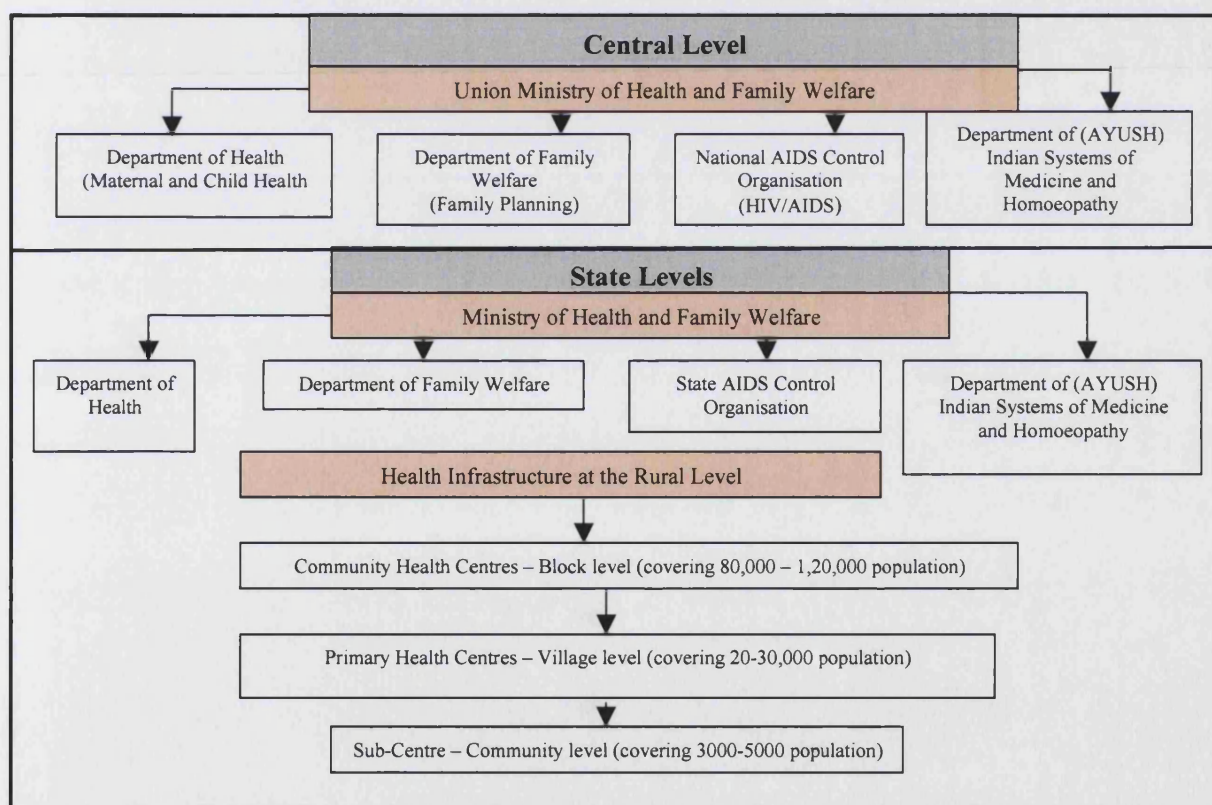 Central Level
Union Ministry of Health and Family Welfare
Department of Health
(Maternal and Child Health
Department of Family
Welfare
(Family Planning)
National AIDS Control
Organisation
(HIV/AIDS)
Department of (AYUSH)
Indian Systems of
Medicine and
Homoeopathy
State Levels
Ministry of Health and Family Welfare
Department of
Health
Department of Family Welfare
State AIDS Control
Organisation
Department of (AYUSH)
Indian Systems of Medicine
and Homoeopathy
Health Infrastructure at the Rural Level
Community Health Centres – Block level (covering 80,000 – 1,20,000 population)
Primary Health Centres – Village level (covering 20-30,000 population)
Sub-Centre – Community level (covering 3000-5000 population)